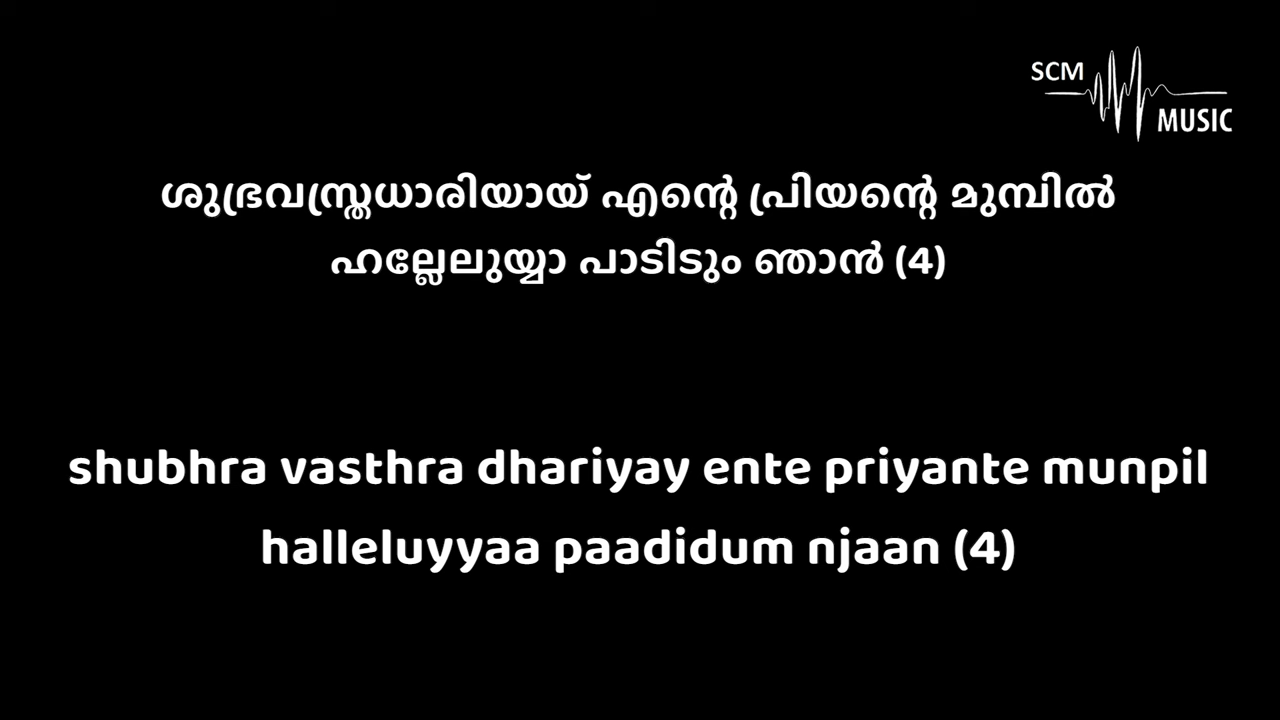 SCM
MUSIC
ശുഭ്രവസ്ത്രധാരിയായ് എന്റെ പ്രിയന്റെ മുമ്പിൽ
ഹല്ലേലുയ്യാ പാടിടും ഞാൻ (4)
shubhra vasthra dhariyay ente priyante munpil
halleluyyaa paadidum njaan (4)